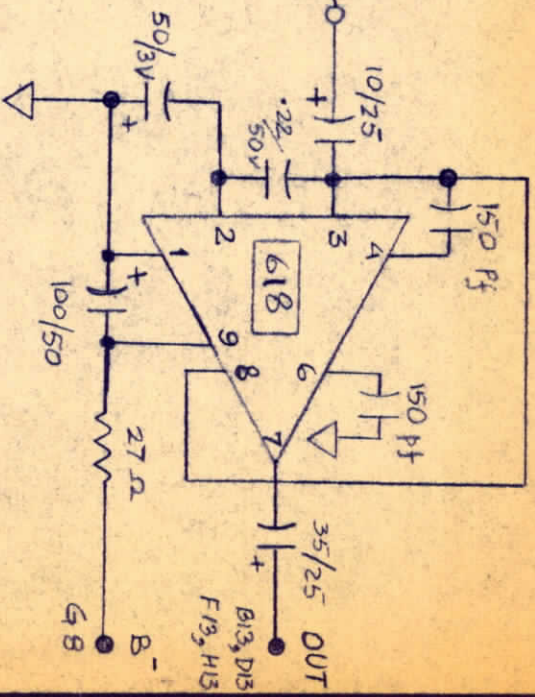 50/3V
+
10/25
+
.22/
50V
150 pf
2
3
4
618
1
+
100/50
9
8
6
7
150 pf
27 Ω
35/25
+
OUT
B13, D13
F13, H13
B-
G8